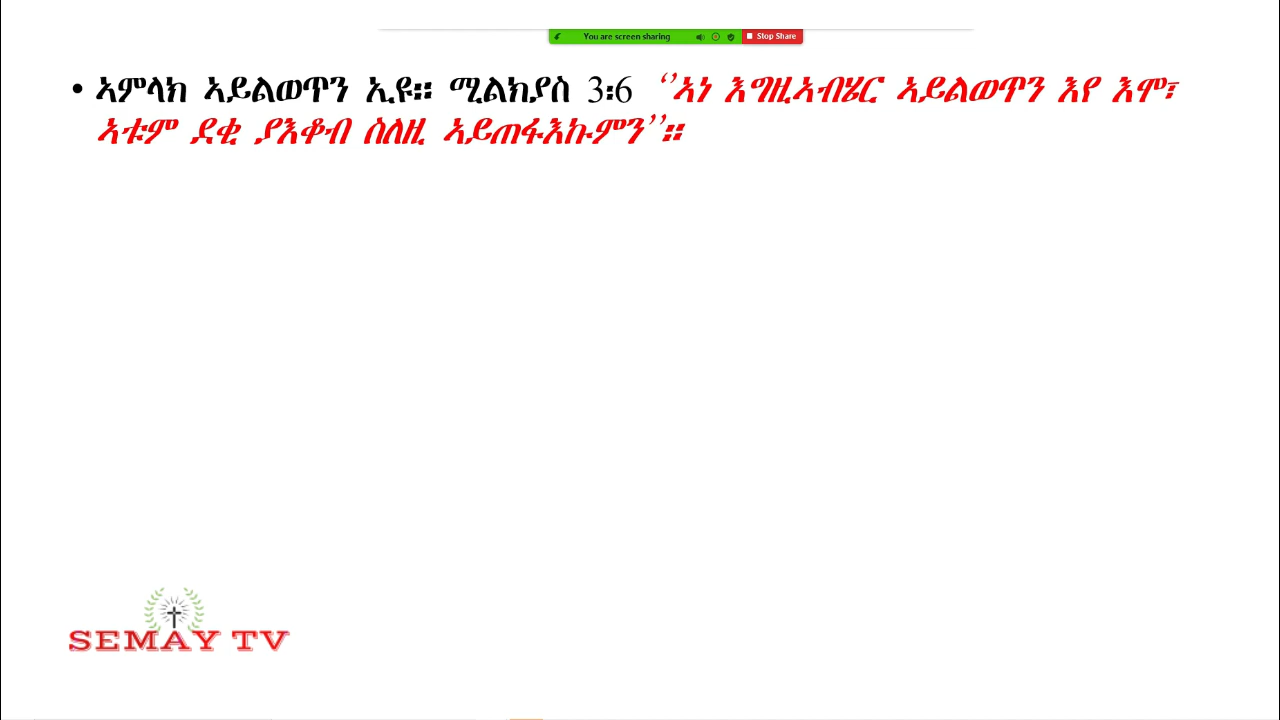 You are screen sharing Stop Share
• ኣምላክ ኣይልወጥን ኢዩ። ሚልክያስ 3፡6 ‘’ኣነ እግዚኣብሄር ኣይልወጥን እየ እሞ፣
ኣቱም ደቂ ያእቆብ ስለዚ ኣይጠፋእኩምን’’።
SEMAY TV